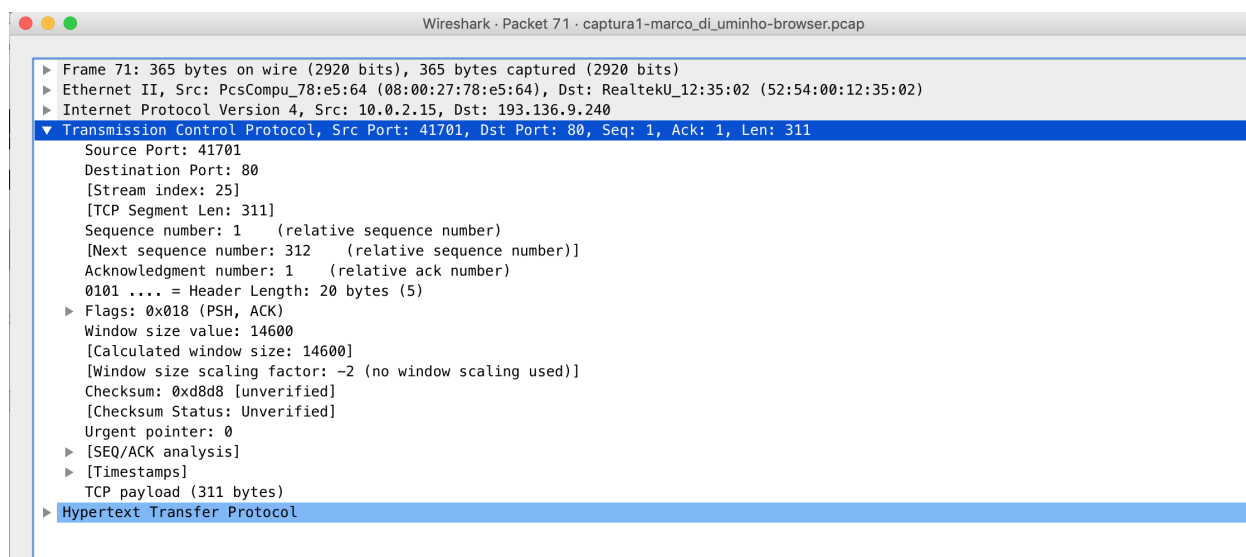 Wireshark · Packet 71 · captura1-marco_di_uminho-browser.pcap
Frame 71: 365 bytes on wire (2920 bits), 365 bytes captured (2920 bits)
Ethernet II, Src: PcsCompu_78:e5:64 (08:00:27:78:e5:64), Dst: RealtekU_12:35:02 (52:54:00:12:35:02)
Internet Protocol Version 4, Src: 10.0.2.15, Dst: 193.136.9.240
Transmission Control Protocol, Src Port: 41701, Dst Port: 80, Seq: 1, Ack: 1, Len: 311
Source Port: 41701
Destination Port: 80
[Stream index: 25]
[TCP Segment Len: 311]
Sequence number: 1    (relative sequence number)
[Next sequence number: 312    (relative sequence number)]
Acknowledgment number: 1    (relative ack number)
0101 .... = Header Length: 20 bytes (5)
Flags: 0x018 (PSH, ACK)
Window size value: 14600
[Calculated window size: 14600]
[Window size scaling factor: -2 (no window scaling used)]
Checksum: 0xd8d8 [unverified]
[Checksum Status: Unverified]
Urgent pointer: 0
[SEQ/ACK analysis]
[Timestamps]
TCP payload (311 bytes)
Hypertext Transfer Protocol